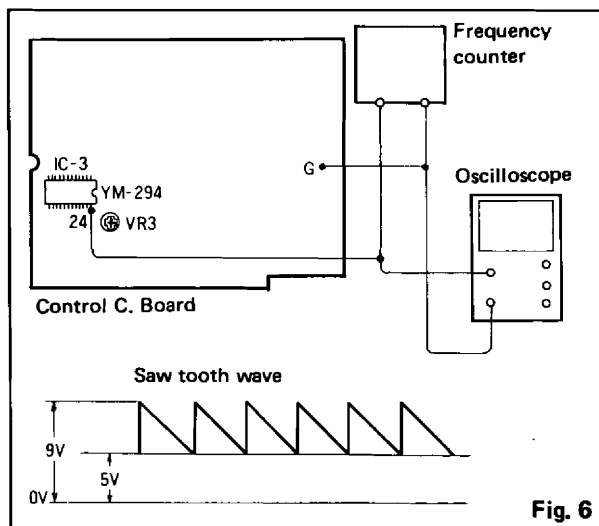 Frequency
counter
IC-3
YM-294
G
Oscilloscope
24
VR3
Control C. Board
Saw tooth wave
9V
5V
0V
Fig. 6